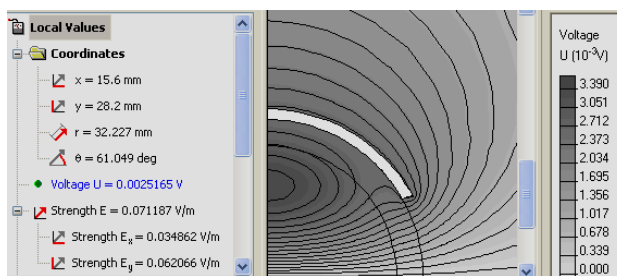 Local Values
Coordinates
x = 15.6 mm
y = 28.2 mm
r = 32.227 mm
θ = 61.049 deg
Voltage U = 0.0025165 V
Strength E = 0.071187 V/m
Strength Ex = 0.034862 V/m
Strength Ey = 0.062066 V/m
Voltage
U (10⁻³V)
3.390
3.051
2.712
2.373
2.034
1.695
1.356
1.017
0.678
0.339
0.000